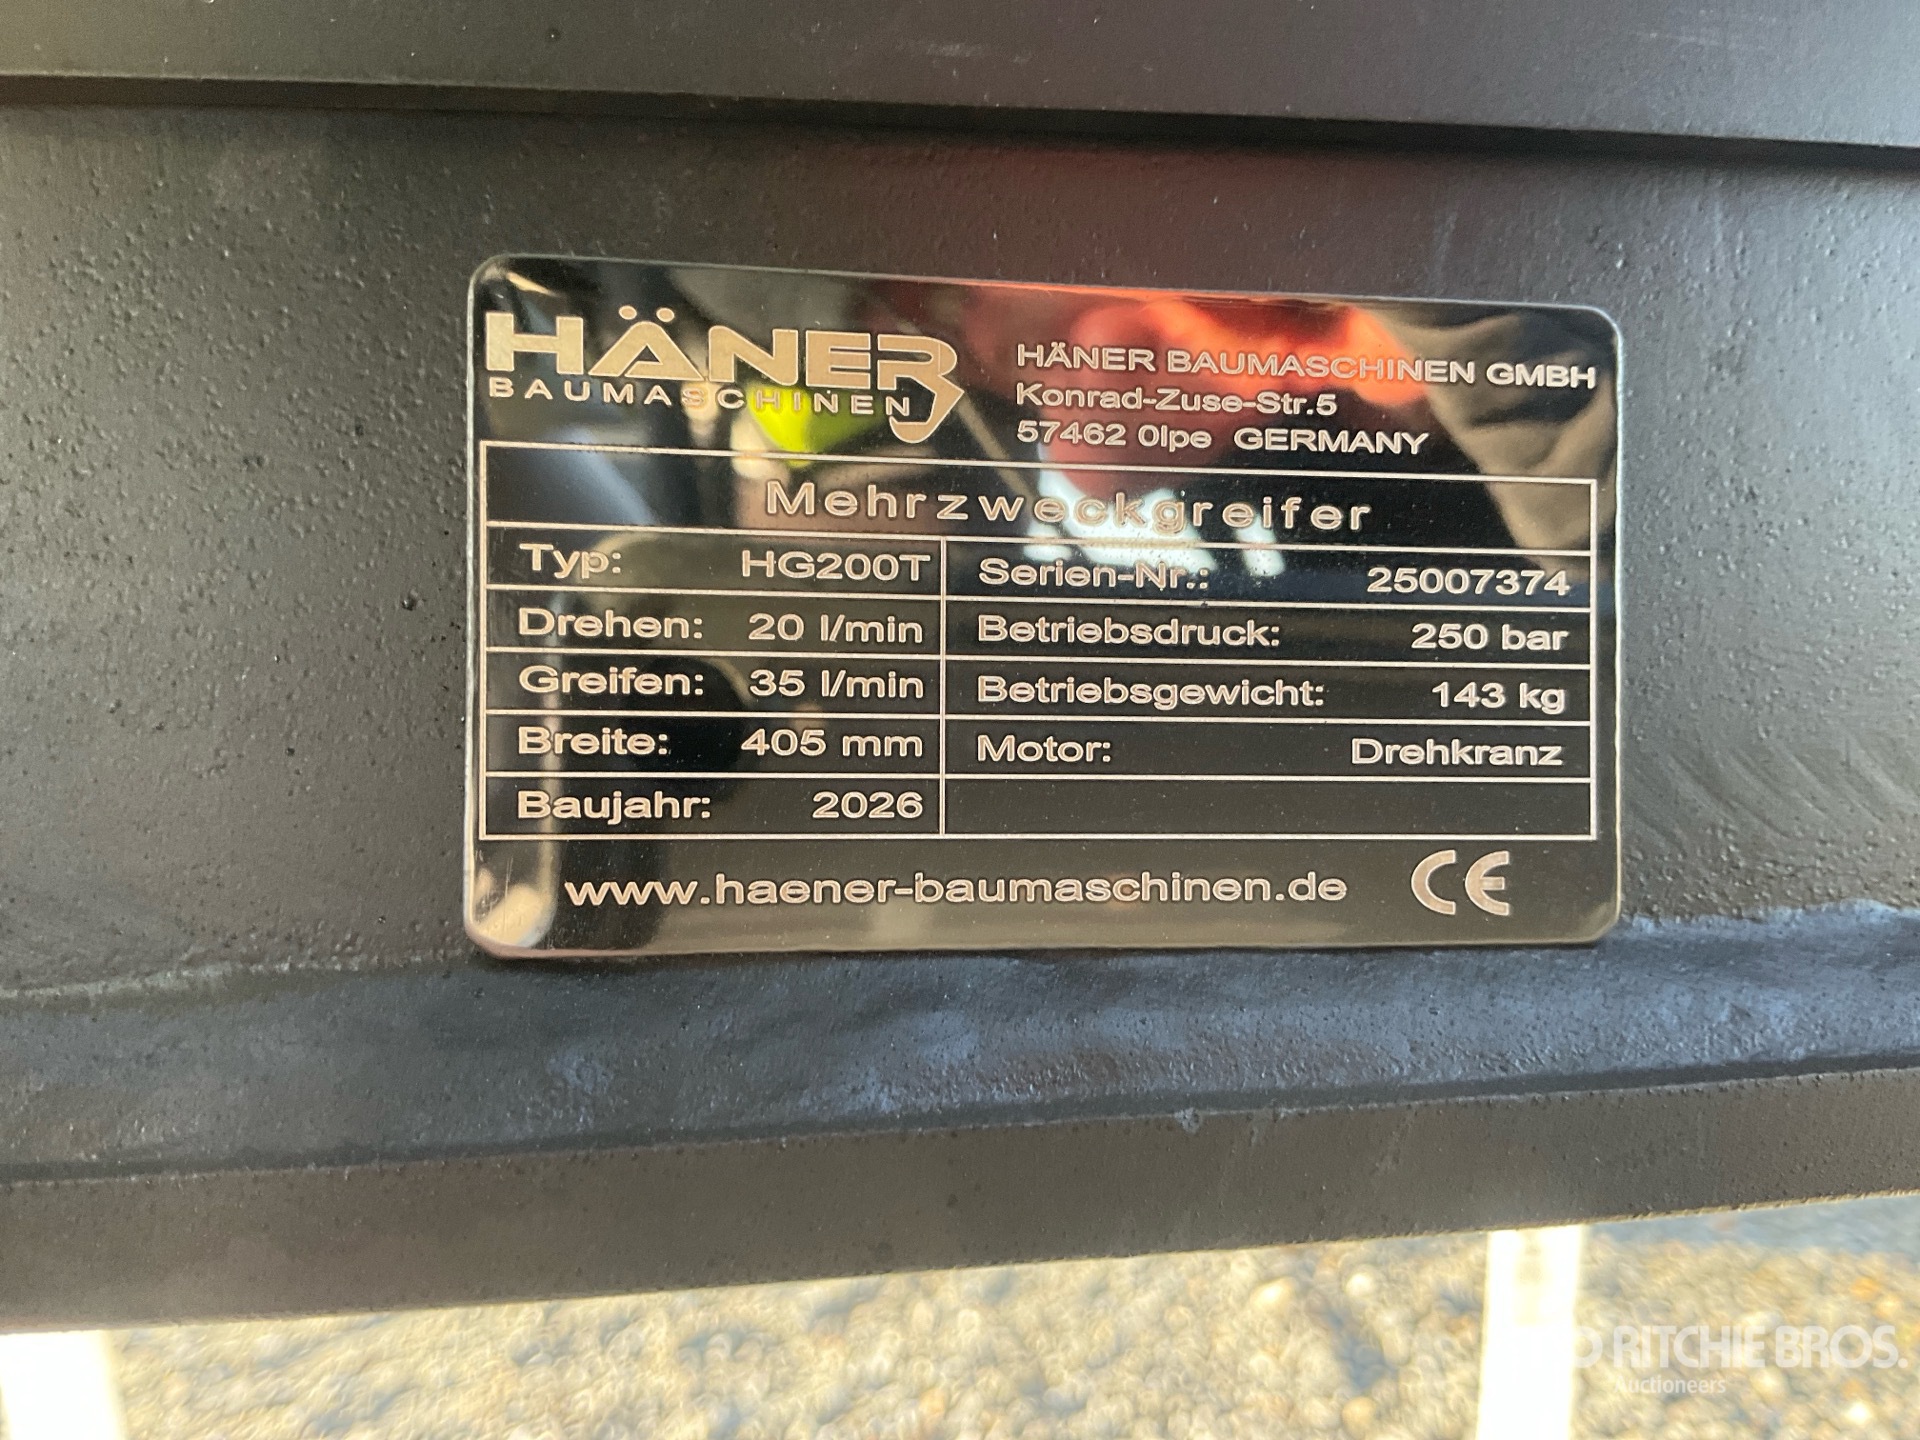 HÄNER
BAUMASCHINEN
HÄNER BAUMASCHINEN GMBH
Konrad-Zuse-Str.5
57462 Olpe GERMANY
Mehrzweckgreifer
Typ: HG200T
Serien-Nr.: 25007374
Drehen: 20 l/min
Betriebsdruck: 250 bar
Greifen: 35 l/min
Betriebsgewicht: 143 kg
Breite: 405 mm
Motor: Drehkranz
Baujahr: 2026
www.haener-baumaschinen.de CE
RITCHIE BROS.
Auctioneers